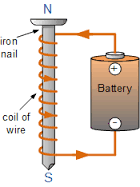 N
iron
nail
+
Battery
coil of
wire
−
S